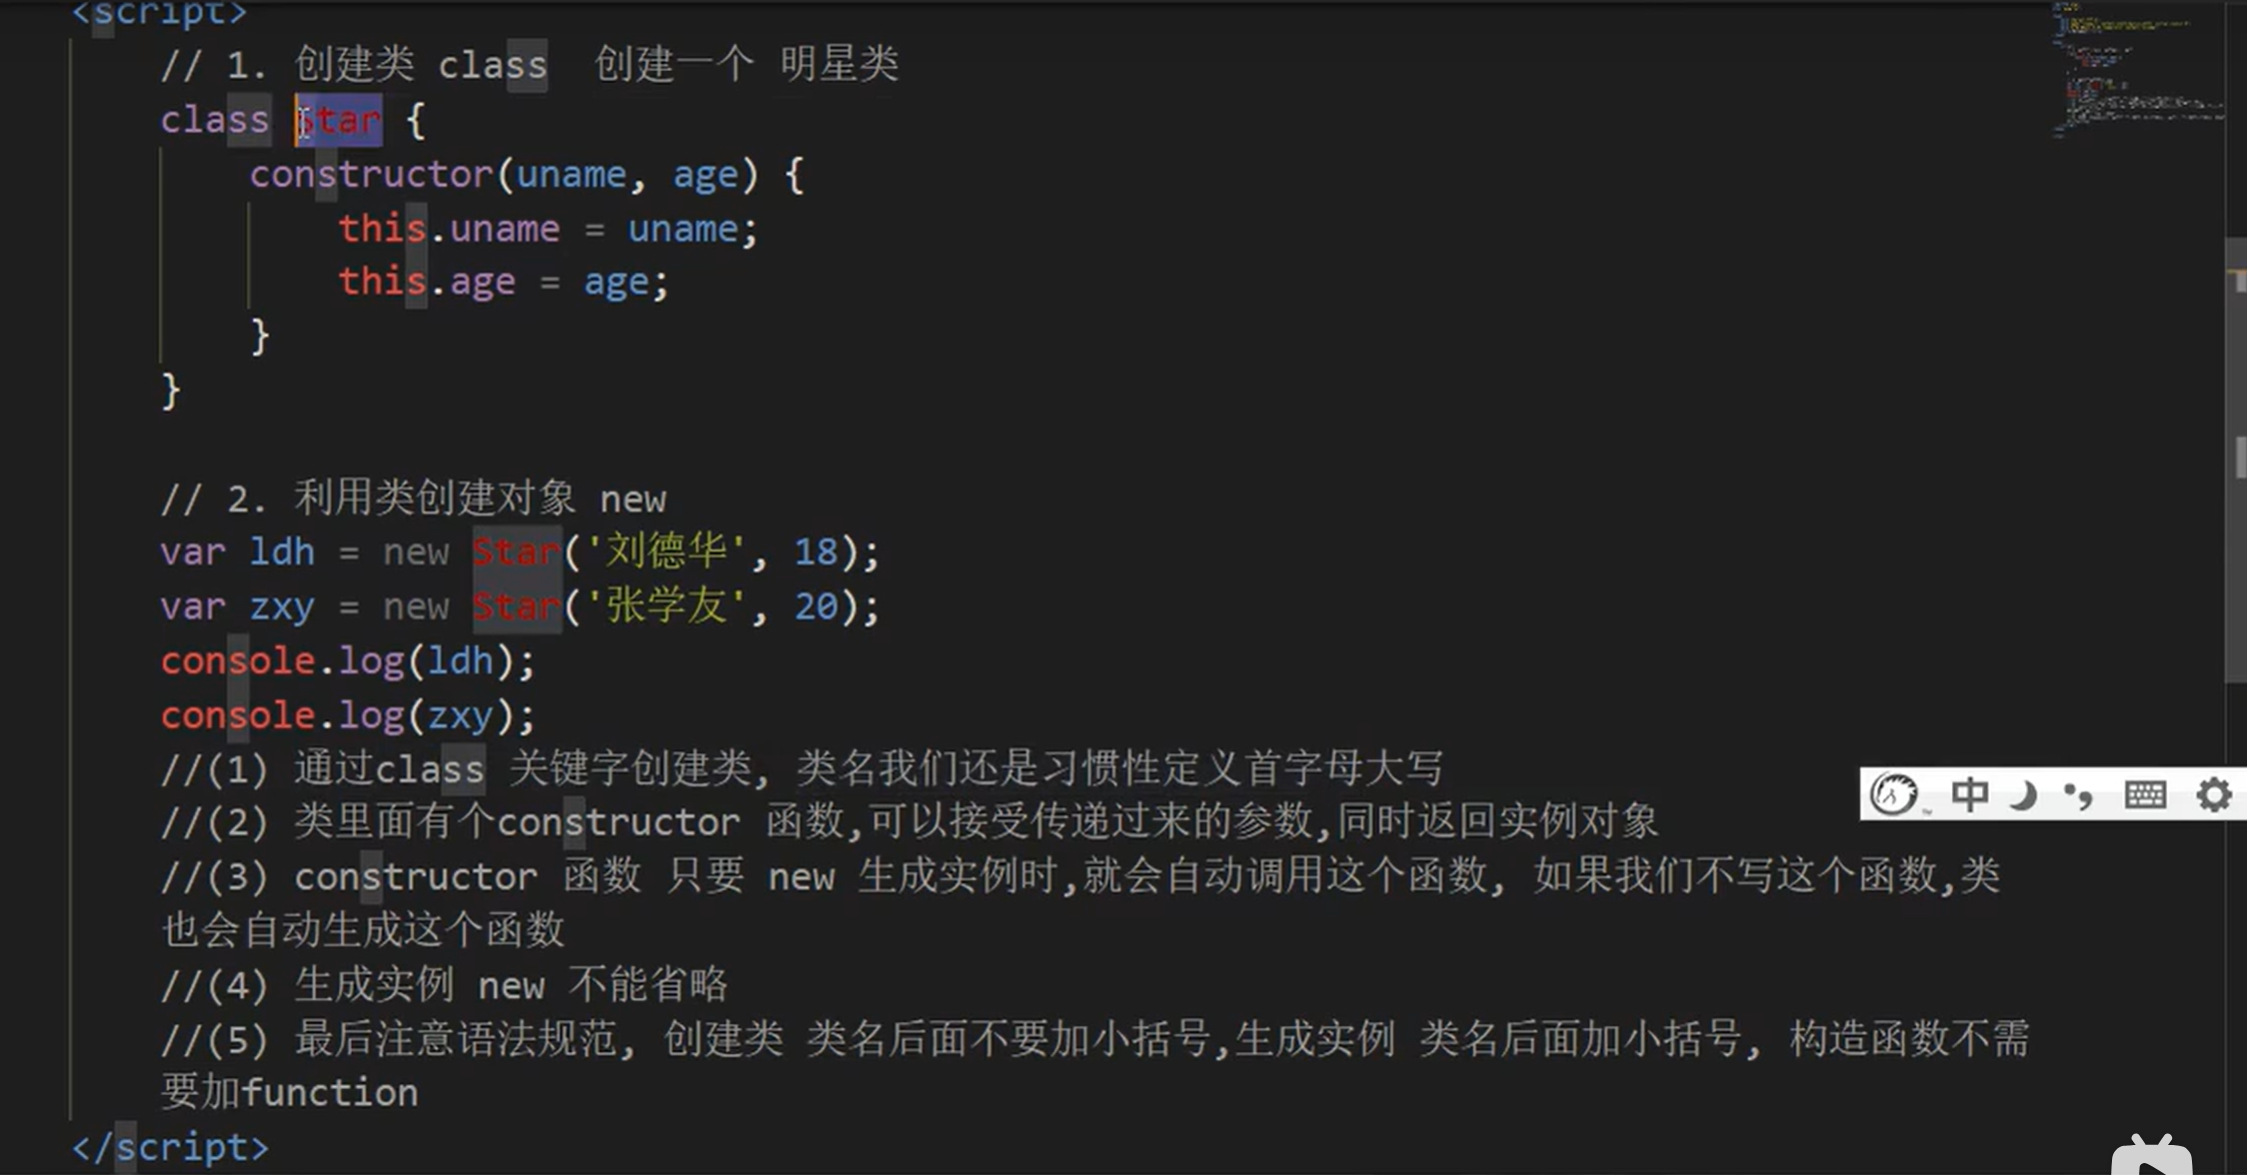 <script>
// 1. 创建类 class  创建一个 明星类
class Star {
constructor(uname, age) {
this.uname = uname;
this.age = age;
}
}
// 2. 利用类创建对象 new
var ldh = new Star('刘德华', 18);
var zxy = new Star('张学友', 20);
console.log(ldh);
console.log(zxy);
//(1) 通过class 关键字创建类, 类名我们还是习惯性定义首字母大写
//(2) 类里面有个constructor 函数,可以接受传递过来的参数,同时返回实例对象
//(3) constructor 函数 只要 new 生成实例时,就会自动调用这个函数, 如果我们不写这个函数,类
也会自动生成这个函数
//(4) 生成实例 new 不能省略
//(5) 最后注意语法规范, 创建类 类名后面不要加小括号,生成实例 类名后面加小括号, 构造函数不需
要加function
</script>
中